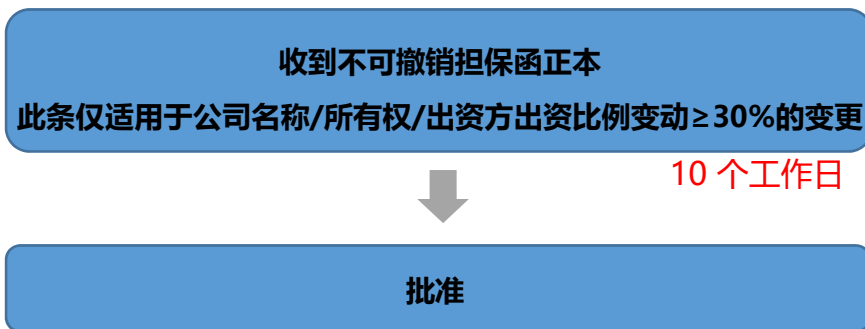 收到不可撤销担保函正本
此条仅适用于公司名称/所有权/出资方出资比例变动≥30%的变更
10 个工作日
批准